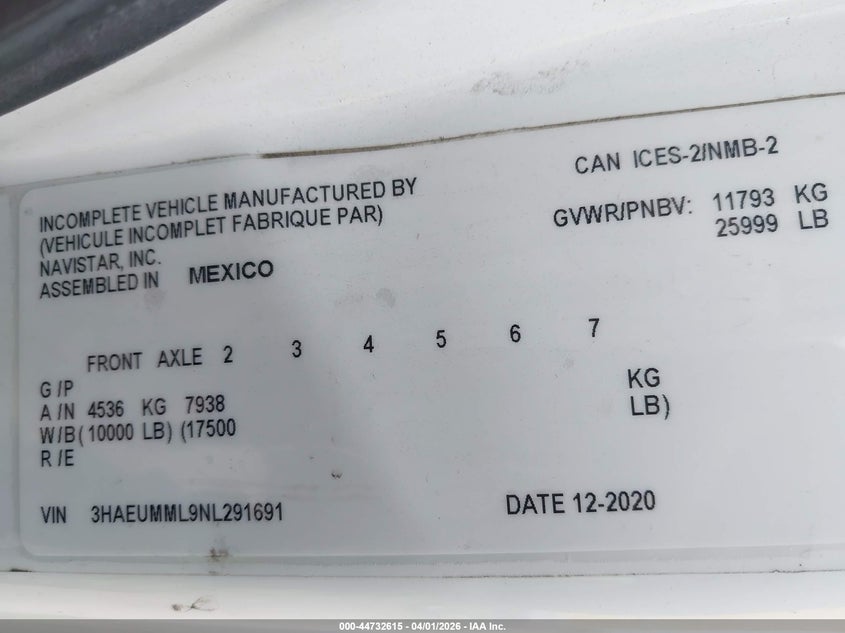 CAN ICES-2/NMB-2
INCOMPLETE VEHICLE MANUFACTURED BY
(VEHICULE INCOMPLET FABRIQUE PAR)
NAVISTAR, INC.
ASSEMBLED IN MEXICO
GVWR/PNBV: 11793 KG
25999 LB
FRONT AXLE 2 3 4 5 6 7
G/P
A/N 4536 KG 7938 KG
W/B (10000 LB) (17500 LB)
R/E
VIN 3HAEUMML9NL291691 DATE 12-2020
000-44732615 - 04/01/2026 - IAA Inc.